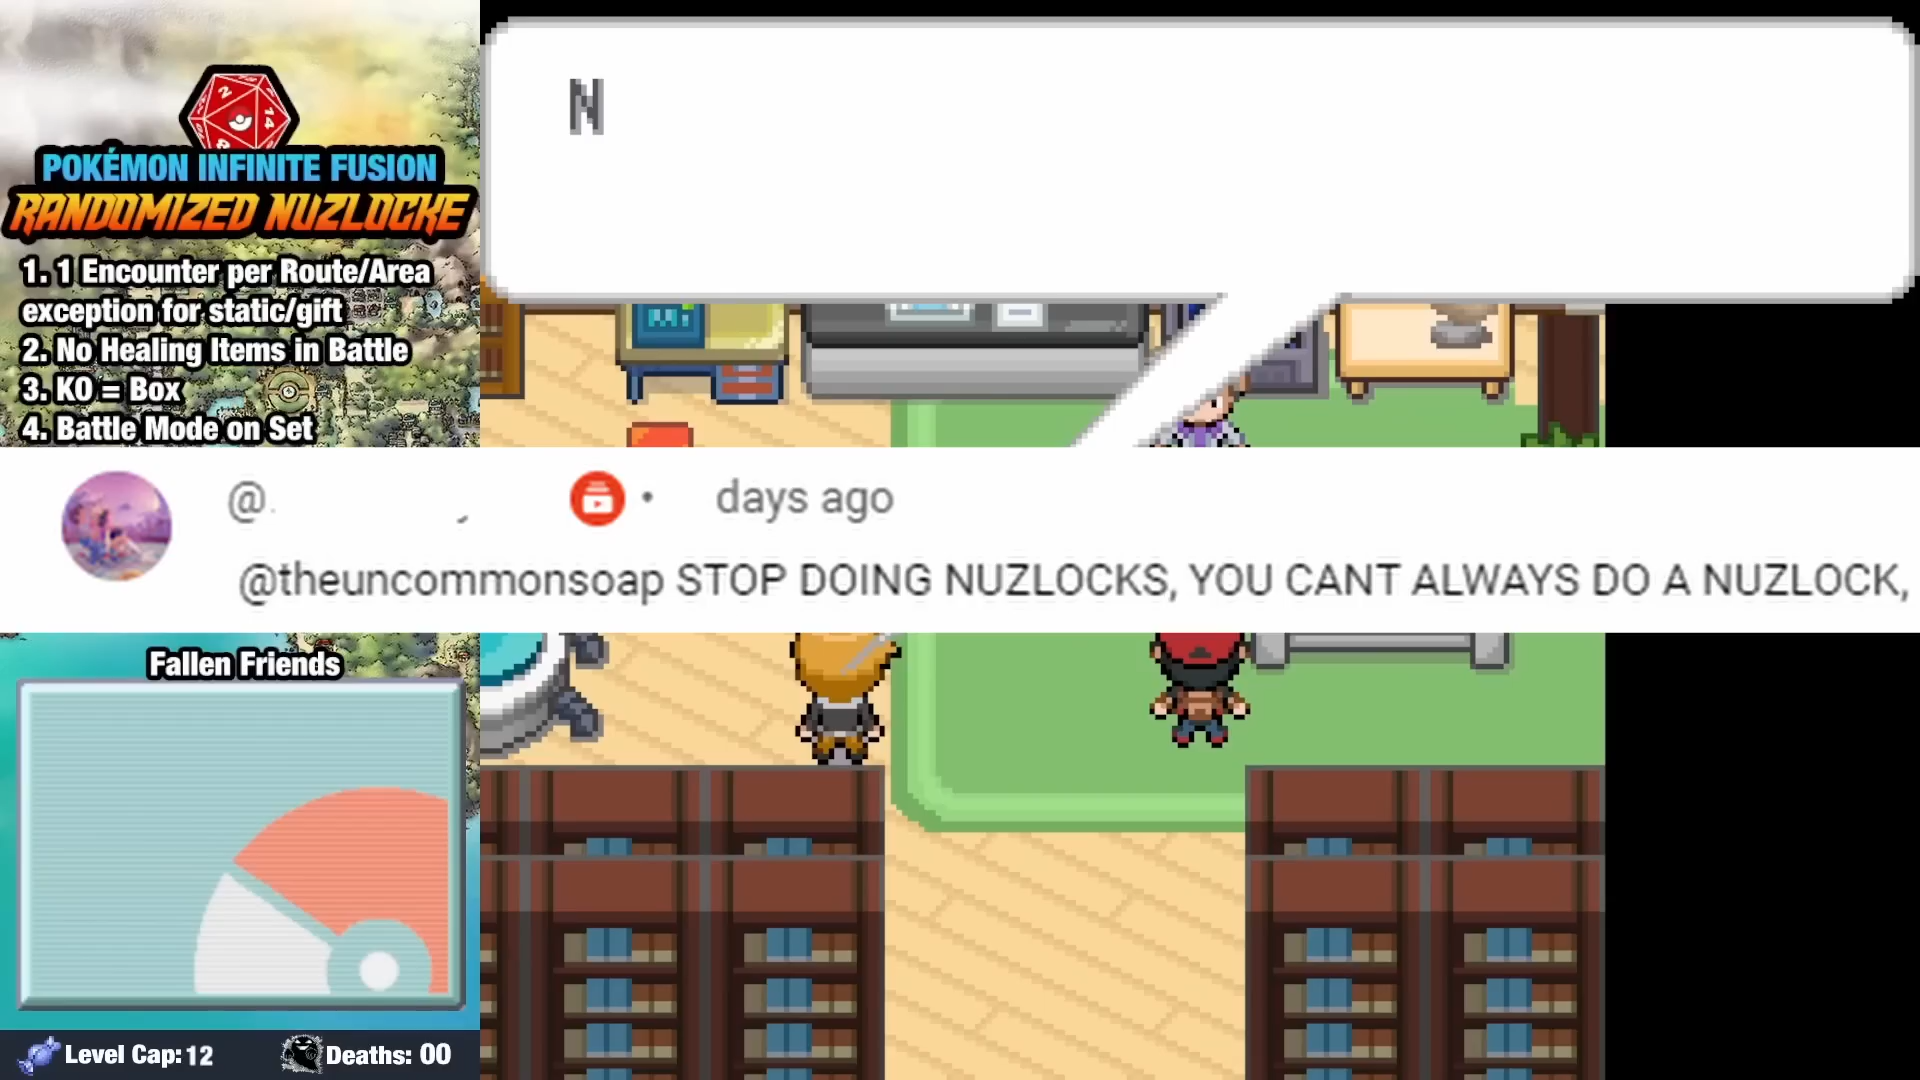 POKÉMON INFINITE FUSION
RANDOMIZED NUZLOCKE
1. 1 Encounter per Route/Area
exception for static/gift
2. No Healing Items in Battle
3. KO = Box
4. Battle Mode on Set
N
@
• days ago
@theuncommonsoap STOP DOING NUZLOCKS, YOU CANT ALWAYS DO A NUZLOCK,
Fallen Friends
Level Cap: 12
Deaths: 00